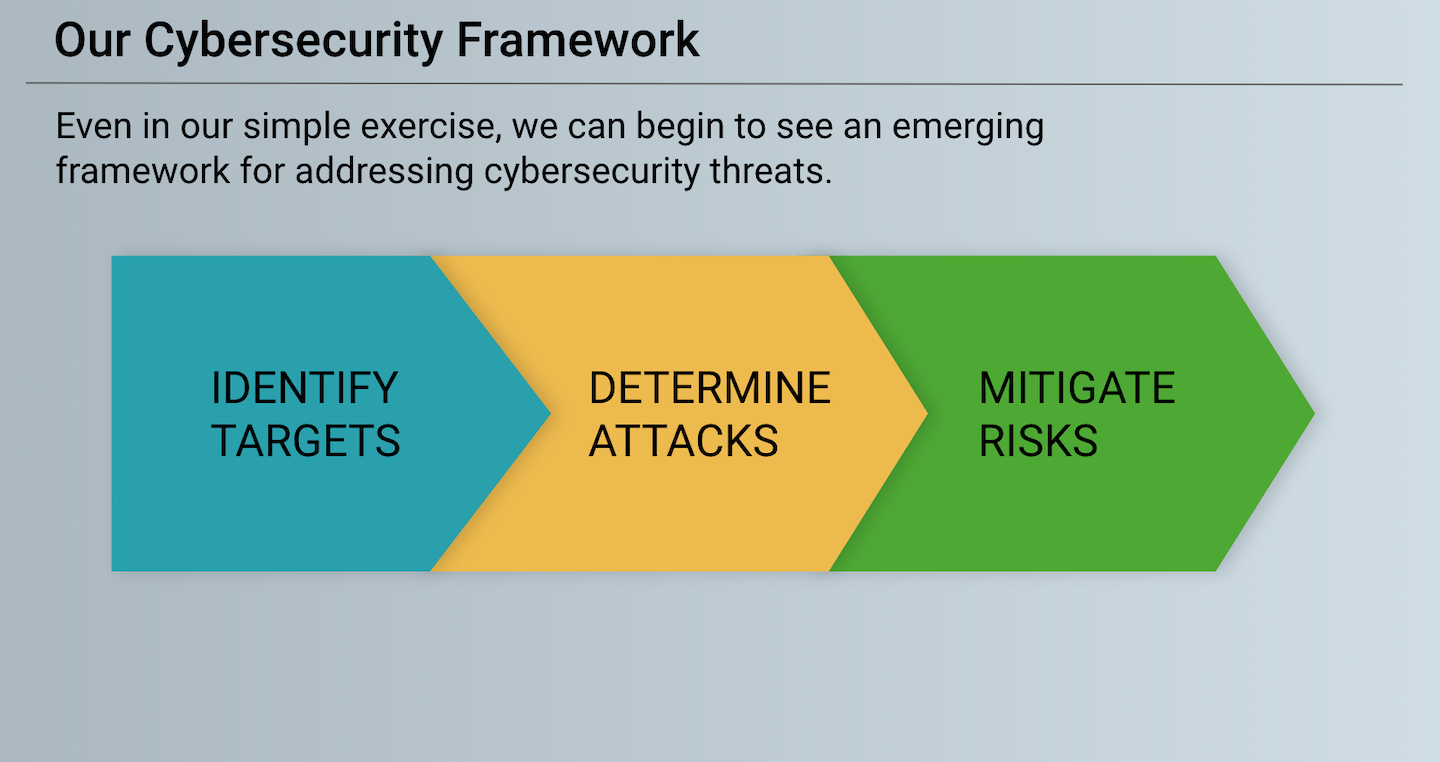 Our Cybersecurity Framework
Even in our simple exercise, we can begin to see an emerging
framework for addressing cybersecurity threats.
IDENTIFY
TARGETS
DETERMINE
ATTACKS
MITIGATE
RISKS